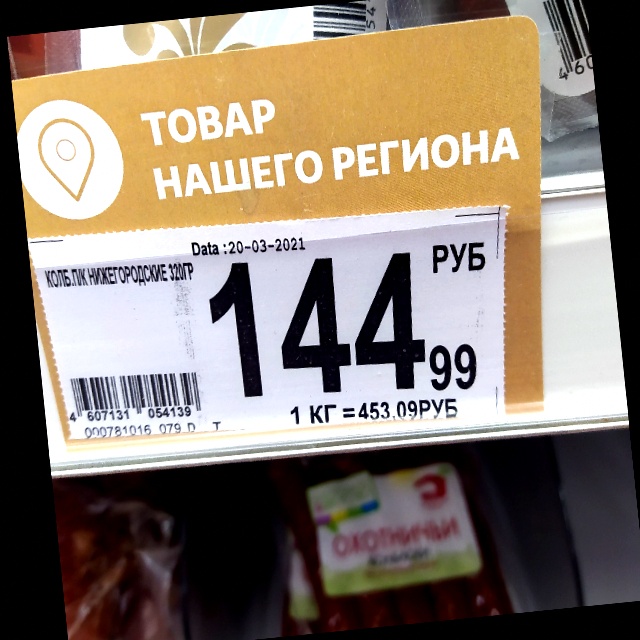 ТОВАР
НАШЕГО РЕГИОНА
Data :20-03-2021
КОЛБ.П\К НИЖЕГОРОДСКИЕ 320ГР
144 99 РУБ
4 607131 054139
000781016 079 D T
1 КГ =453.09РУБ
ОХОТНИЧЬИ